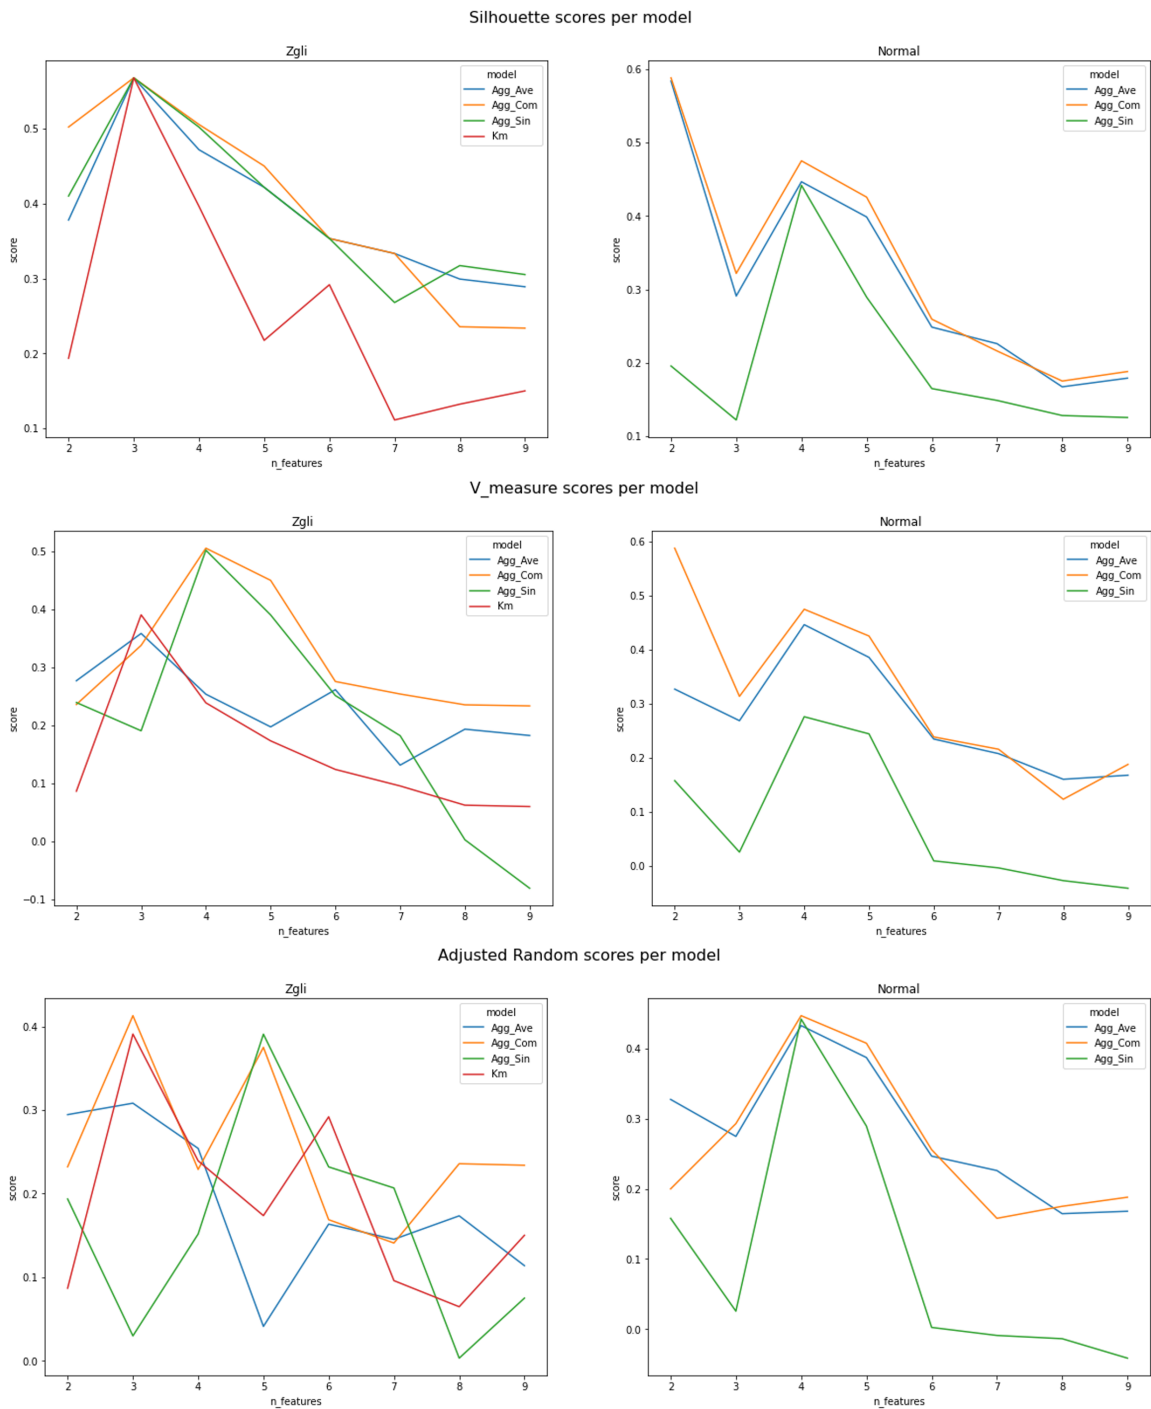 Silhouette scores per model
Zgli
Normal
model
Agg_Ave
Agg_Com
Agg_Sin
Km
model
Agg_Ave
Agg_Com
Agg_Sin
score
0.5
0.4
0.3
0.2
0.1
2 3 4 5 6 7 8 9
n_features
score
0.6
0.5
0.4
0.3
0.2
0.1
2 3 4 5 6 7 8 9
n_features
V_measure scores per model
Zgli
Normal
model
Agg_Ave
Agg_Com
Agg_Sin
Km
model
Agg_Ave
Agg_Com
Agg_Sin
score
0.5
0.4
0.3
0.2
0.1
0.0
−0.1
2 3 4 5 6 7 8 9
n_features
score
0.6
0.5
0.4
0.3
0.2
0.1
0.0
2 3 4 5 6 7 8 9
n_features
Adjusted Random scores per model
Zgli
Normal
model
Agg_Ave
Agg_Com
Agg_Sin
Km
model
Agg_Ave
Agg_Com
Agg_Sin
score
0.4
0.3
0.2
0.1
0.0
2 3 4 5 6 7 8 9
n_features
score
0.4
0.3
0.2
0.1
0.0
2 3 4 5 6 7 8 9
n_features